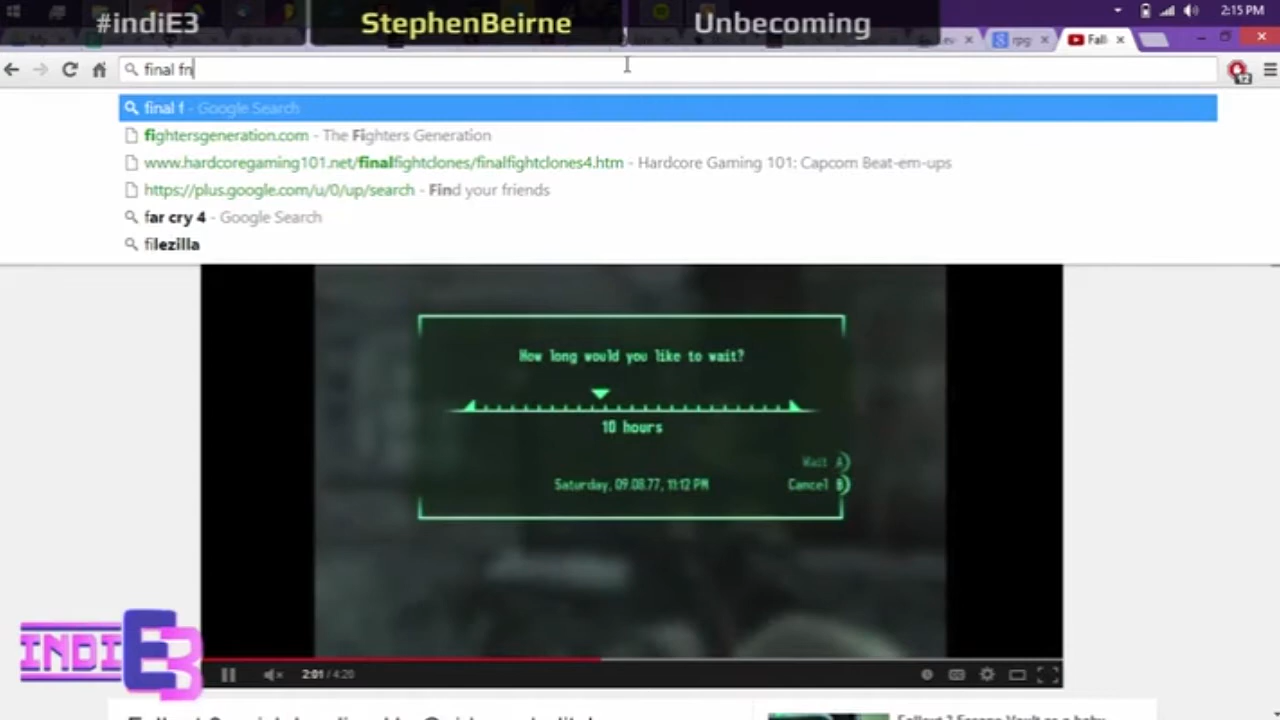 #indiE3 StephenBeirne Unbecoming
2:15 PM
rpg Fall
final fn
12
final f - Google Search
fightersgeneration.com - The Fighters Generation
www.hardcoregaming101.net/finalfightclones/finalfightclones4.htm - Hardcore Gaming 101: Capcom Beat-em-ups
https://plus.google.com/u/0/up/search - Find your friends
far cry 4 - Google Search
filezilla
How long would you like to wait?
10 hours
Wait A)
Saturday, 09.08.77, 11:12 PM Cancel B)
INDIE3
2:01 / 4:20